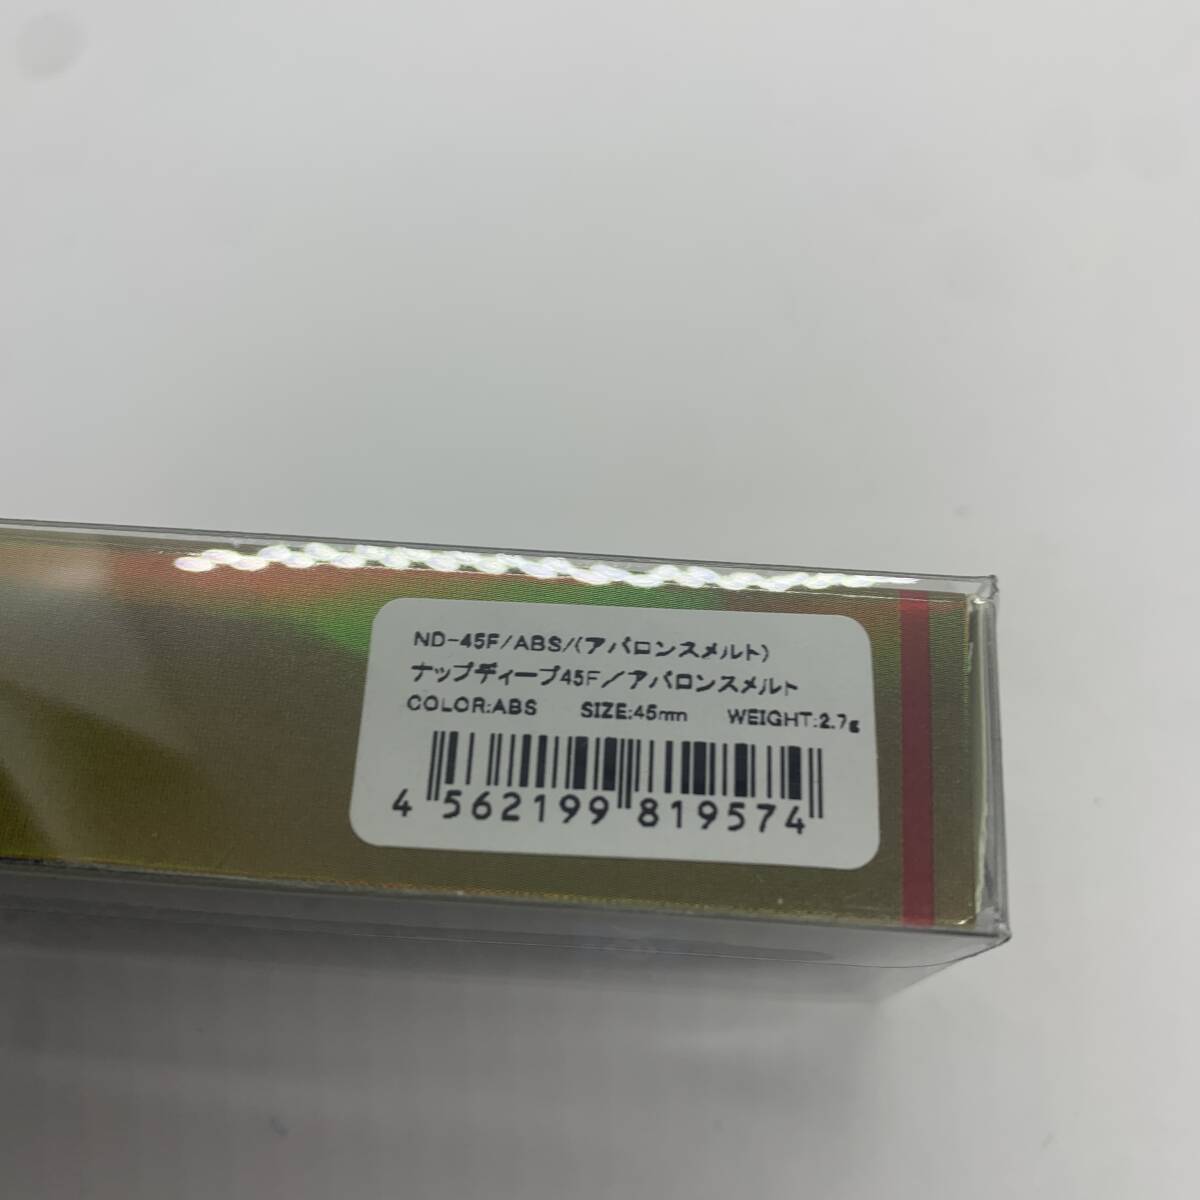 ND-45F/ABS/(アバロンスメルト)
ナップディープ45F／アバロンスメルト
COLOR:ABS SIZE:45mm WEIGHT:2.7g
4 562199 819574